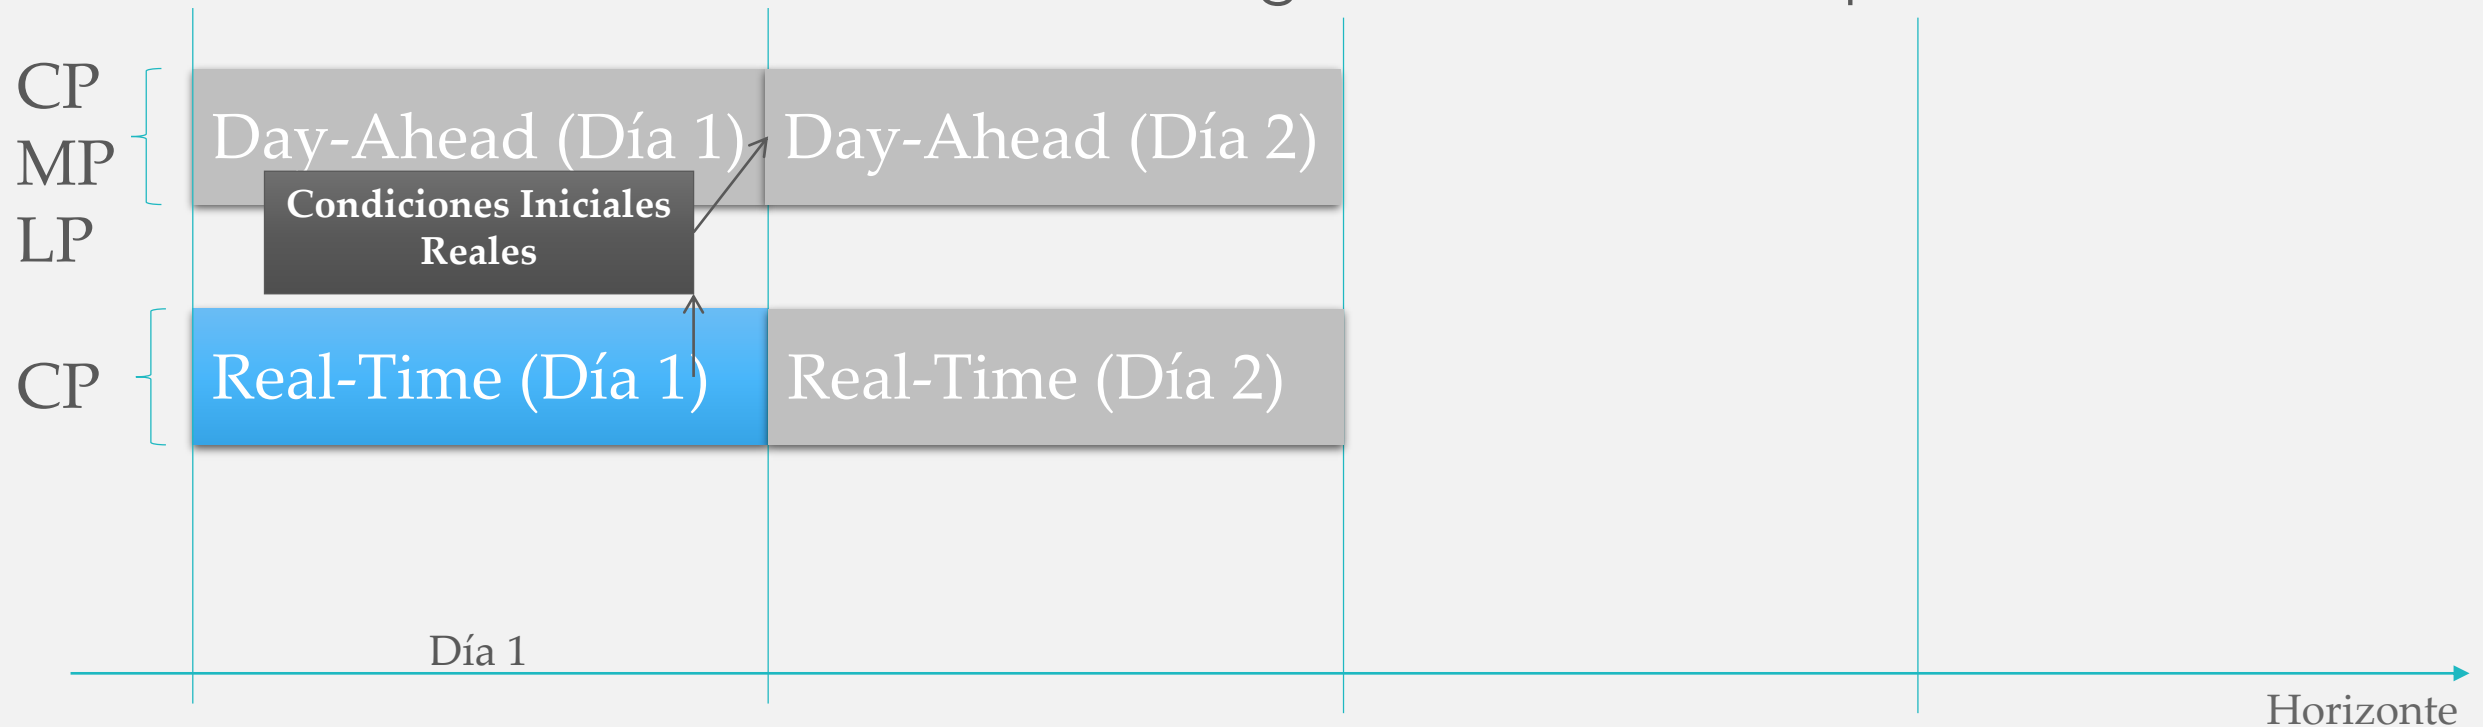 CP
MP
LP
Day-Ahead (Día 1)
Day-Ahead (Día 2)
Condiciones Iniciales
Reales
CP
Real-Time (Día 1)
Real-Time (Día 2)
Día 1
Horizonte